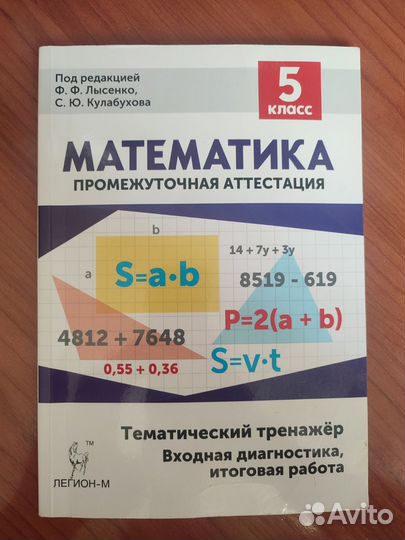 Под редакцией
Ф. Ф. Лысенко,
С. Ю. Кулабухова
5
класс
МАТЕМАТИКА
ПРОМЕЖУТОЧНАЯ АТТЕСТАЦИЯ
b
a
S=a·b
14 + 7y + 3y
8519 - 619
P=2(a + b)
4812 + 7648
0,55 + 0,36
S=v·t
Тематический тренажёр
Входная диагностика,
итоговая работа
TM
ЛЕГИОН-М
Avito